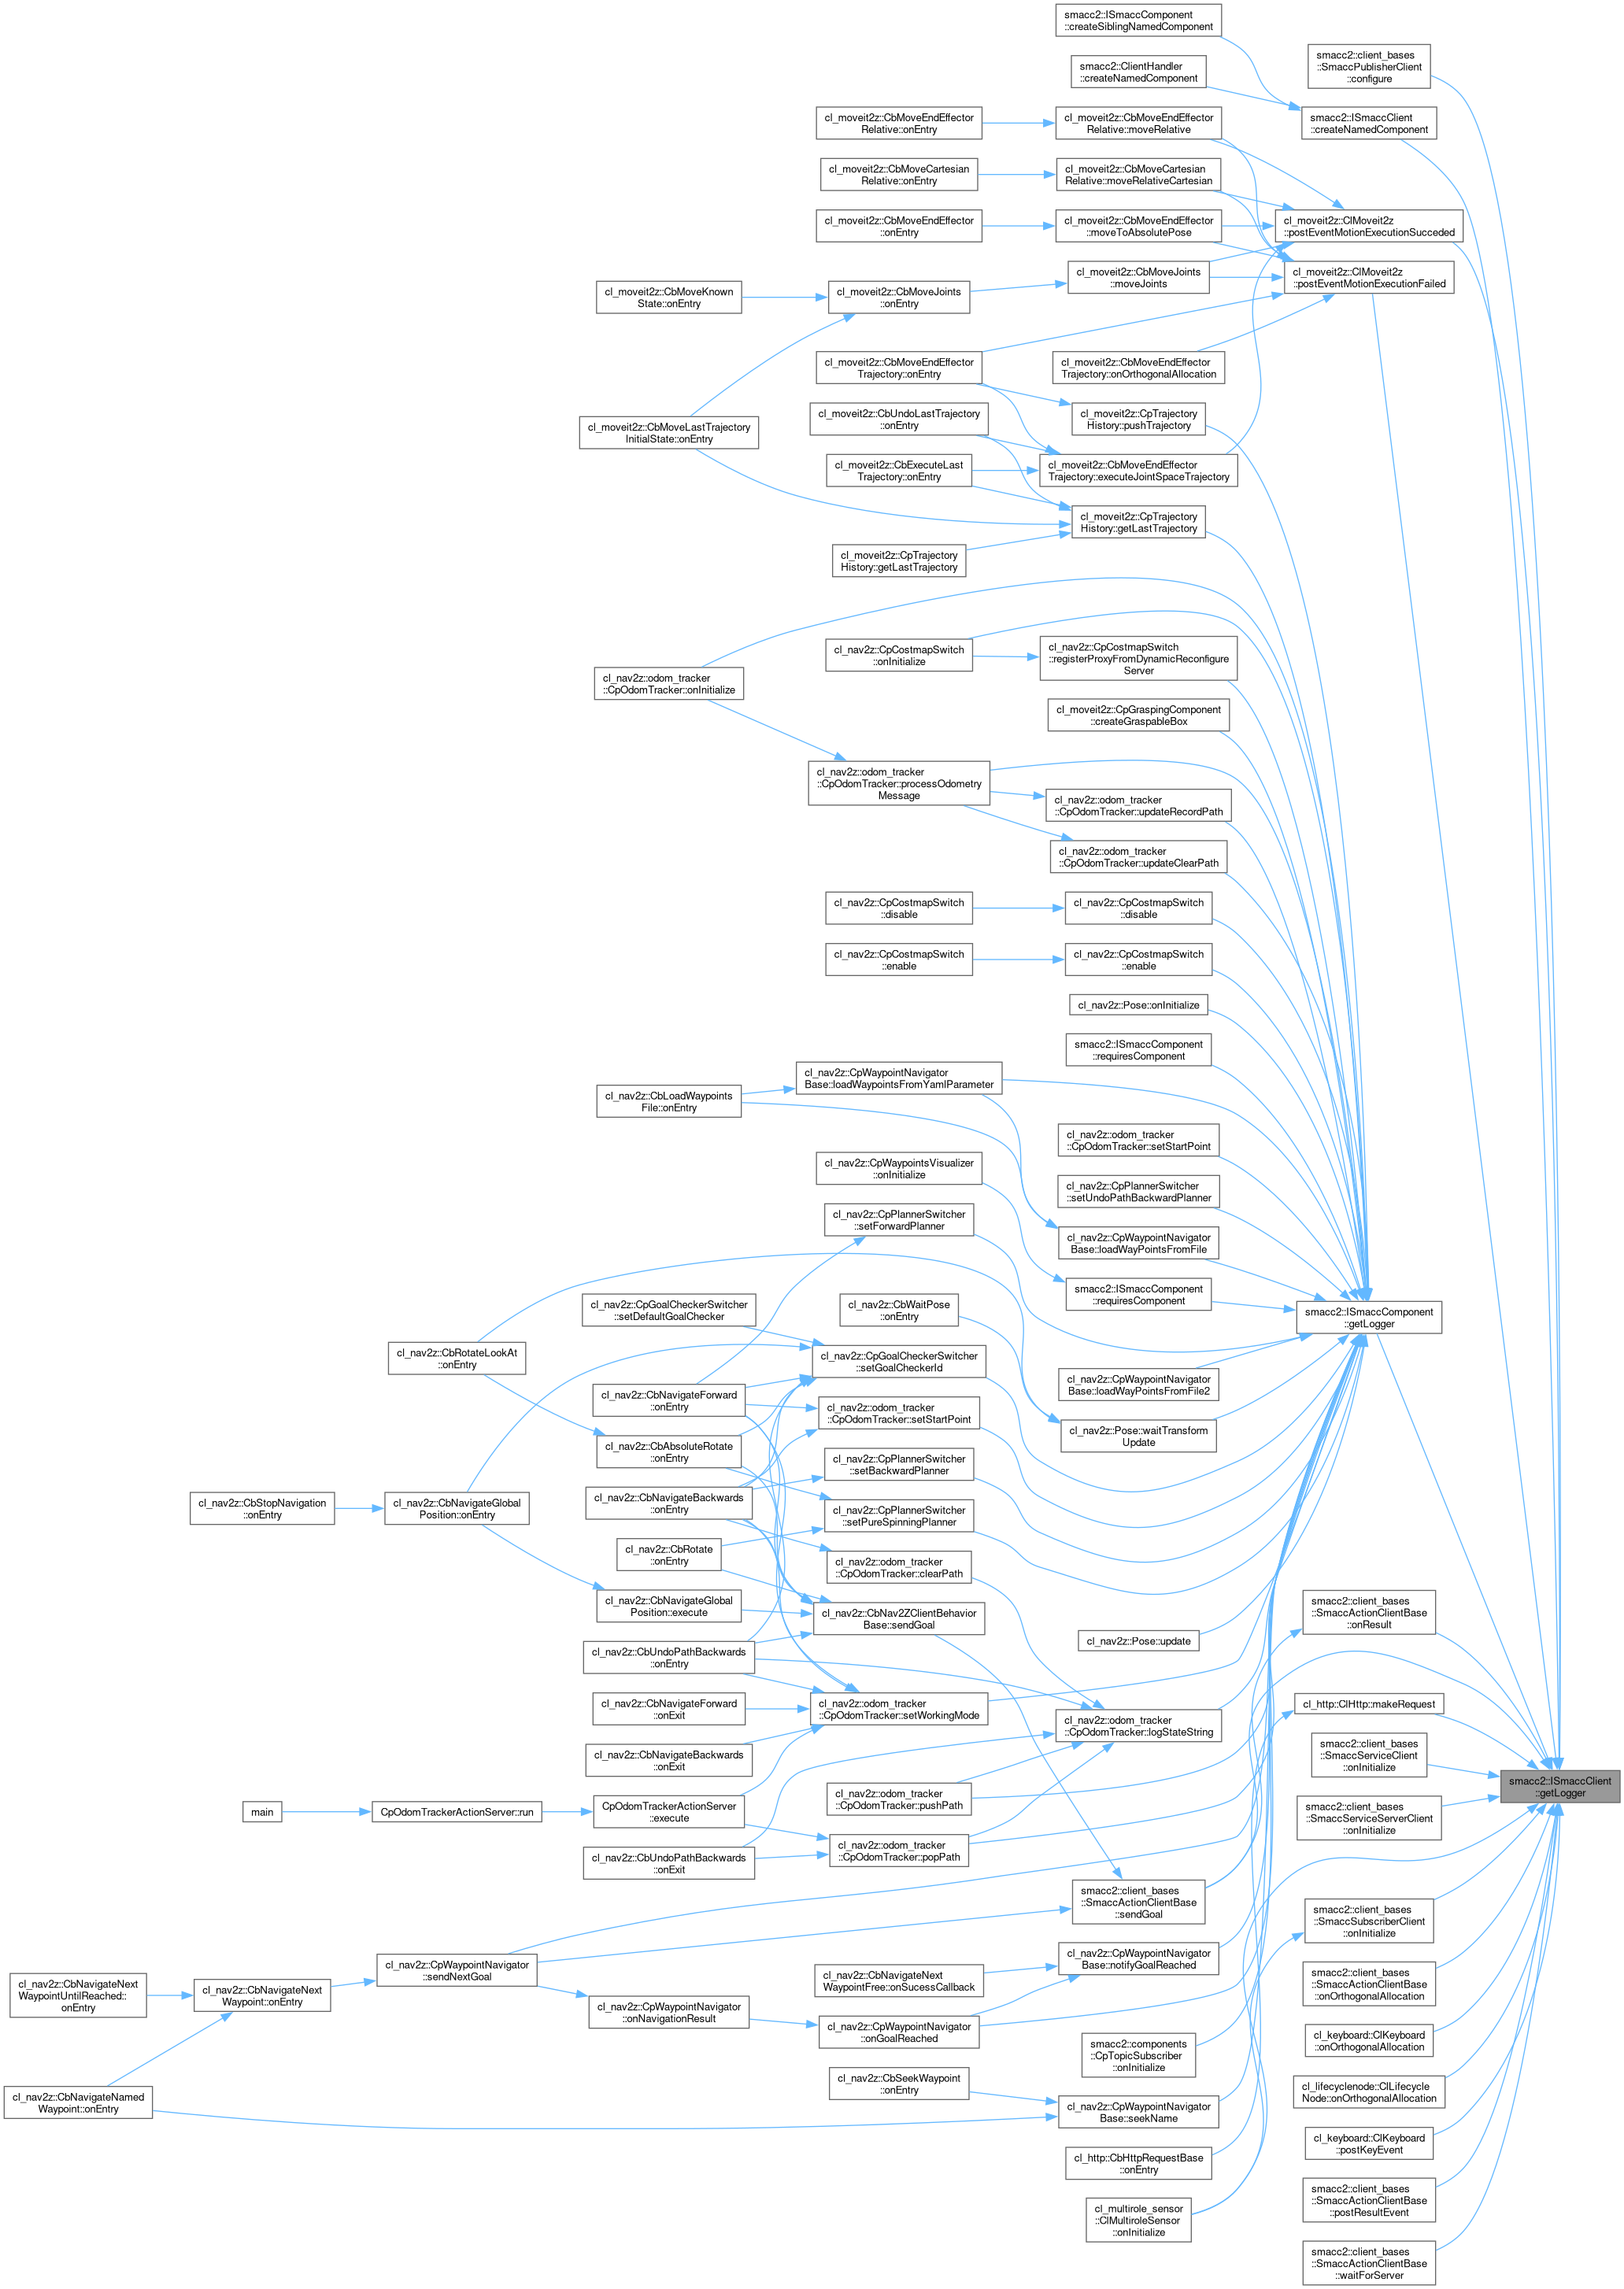 smacc2::ISmaccComponent
::createSiblingNamedComponent
smacc2::client_bases
::SmaccPublisherClient
::configure
smacc2::ClientHandler
::createNamedComponent
cl_moveit2z::CbMoveEndEffector
Relative::onEntry
cl_moveit2z::CbMoveEndEffector
Relative::moveRelative
smacc2::ISmaccClient
::createNamedComponent
cl_moveit2z::CbMoveCartesian
Relative::onEntry
cl_moveit2z::CbMoveCartesian
Relative::moveRelativeCartesian
cl_moveit2z::CbMoveEndEffector
::onEntry
cl_moveit2z::CbMoveEndEffector
::moveToAbsolutePose
cl_moveit2z::ClMoveit2z
::postEventMotionExecutionSucceded
cl_moveit2z::CbMoveKnown
State::onEntry
cl_moveit2z::CbMoveJoints
::onEntry
cl_moveit2z::CbMoveJoints
::moveJoints
cl_moveit2z::ClMoveit2z
::postEventMotionExecutionFailed
cl_moveit2z::CbMoveEndEffector
Trajectory::onEntry
cl_moveit2z::CbMoveEndEffector
Trajectory::onOrthogonalAllocation
cl_moveit2z::CbMoveLastTrajectory
InitialState::onEntry
cl_moveit2z::CbUndoLastTrajectory
::onEntry
cl_moveit2z::CpTrajectory
History::pushTrajectory
cl_moveit2z::CbExecuteLast
Trajectory::onEntry
cl_moveit2z::CbMoveEndEffector
Trajectory::executeJointSpaceTrajectory
cl_moveit2z::CpTrajectory
History::getLastTrajectory
cl_moveit2z::CpTrajectory
History::getLastTrajectory
cl_nav2z::CpCostmapSwitch
::onInitialize
cl_nav2z::CpCostmapSwitch
::registerProxyFromDynamicReconfigure
Server
cl_nav2z::odom_tracker
::CpOdomTracker::onInitialize
cl_moveit2z::CpGraspingComponent
::createGraspableBox
cl_nav2z::odom_tracker
::CpOdomTracker::processOdometry
Message
cl_nav2z::odom_tracker
::CpOdomTracker::updateRecordPath
cl_nav2z::odom_tracker
::CpOdomTracker::updateClearPath
cl_nav2z::CpCostmapSwitch
::disable
cl_nav2z::CpCostmapSwitch
::disable
cl_nav2z::CpCostmapSwitch
::enable
cl_nav2z::CpCostmapSwitch
::enable
cl_nav2z::Pose::onInitialize
smacc2::ISmaccComponent
::requiresComponent
cl_nav2z::CbLoadWaypoints
File::onEntry
cl_nav2z::CpWaypointNavigator
Base::loadWaypointsFromYamlParameter
cl_nav2z::odom_tracker
::CpOdomTracker::setStartPoint
cl_nav2z::CpWaypointsVisualizer
::onInitialize
cl_nav2z::CpPlannerSwitcher
::setUndoPathBackwardPlanner
cl_nav2z::CpPlannerSwitcher
::setForwardPlanner
cl_nav2z::CpWaypointNavigator
Base::loadWayPointsFromFile
cl_nav2z::CpGoalCheckerSwitcher
::setDefaultGoalChecker
cl_nav2z::CbWaitPose
::onEntry
smacc2::ISmaccComponent
::requiresComponent
smacc2::ISmaccComponent
::getLogger
cl_nav2z::CbRotateLookAt
::onEntry
cl_nav2z::CpGoalCheckerSwitcher
::setGoalCheckerId
cl_nav2z::CpWaypointNavigator
Base::loadWayPointsFromFile2
cl_nav2z::CbNavigateForward
::onEntry
cl_nav2z::odom_tracker
::CpOdomTracker::setStartPoint
cl_nav2z::Pose::waitTransform
Update
cl_nav2z::CbAbsoluteRotate
::onEntry
cl_nav2z::CpPlannerSwitcher
::setBackwardPlanner
cl_nav2z::CbStopNavigation
::onEntry
cl_nav2z::CbNavigateGlobal
Position::onEntry
cl_nav2z::CbNavigateBackwards
::onEntry
cl_nav2z::CpPlannerSwitcher
::setPureSpinningPlanner
cl_nav2z::CbRotate
::onEntry
cl_nav2z::odom_tracker
::CpOdomTracker::clearPath
cl_nav2z::CbNavigateGlobal
Position::execute
cl_nav2z::CbNav2ZClientBehavior
Base::sendGoal
smacc2::client_bases
::SmaccActionClientBase
::onResult
cl_nav2z::Pose::update
cl_nav2z::CbUndoPathBackwards
::onEntry
cl_nav2z::CbNavigateForward
::onExit
cl_nav2z::odom_tracker
::CpOdomTracker::setWorkingMode
cl_nav2z::odom_tracker
::CpOdomTracker::logStateString
cl_http::ClHttp::makeRequest
cl_nav2z::CbNavigateBackwards
::onExit
smacc2::client_bases
::SmaccServiceClient
::onInitialize
smacc2::ISmaccClient
::getLogger
main
CpOdomTrackerActionServer::run
CpOdomTrackerActionServer
::execute
cl_nav2z::odom_tracker
::CpOdomTracker::pushPath
smacc2::client_bases
::SmaccServiceServerClient
::onInitialize
cl_nav2z::CbUndoPathBackwards
::onExit
cl_nav2z::odom_tracker
::CpOdomTracker::popPath
smacc2::client_bases
::SmaccActionClientBase
::sendGoal
smacc2::client_bases
::SmaccSubscriberClient
::onInitialize
cl_nav2z::CbNavigateNext
WaypointUntilReached::
onEntry
cl_nav2z::CbNavigateNext
Waypoint::onEntry
cl_nav2z::CpWaypointNavigator
::sendNextGoal
cl_nav2z::CpWaypointNavigator
::onNavigationResult
cl_nav2z::CbNavigateNext
WaypointFree::onSucessCallback
cl_nav2z::CpWaypointNavigator
Base::notifyGoalReached
smacc2::client_bases
::SmaccActionClientBase
::onOrthogonalAllocation
cl_nav2z::CpWaypointNavigator
::onGoalReached
smacc2::components
::CpTopicSubscriber
::onInitialize
cl_keyboard::ClKeyboard
::onOrthogonalAllocation
cl_nav2z::CbNavigateNamed
Waypoint::onEntry
cl_nav2z::CbSeekWaypoint
::onEntry
cl_nav2z::CpWaypointNavigator
Base::seekName
cl_lifecyclenode::ClLifecycle
Node::onOrthogonalAllocation
cl_http::CbHttpRequestBase
::onEntry
cl_keyboard::ClKeyboard
::postKeyEvent
cl_multirole_sensor
::ClMultiroleSensor
::onInitialize
smacc2::client_bases
::SmaccActionClientBase
::postResultEvent
smacc2::client_bases
::SmaccActionClientBase
::waitForServer